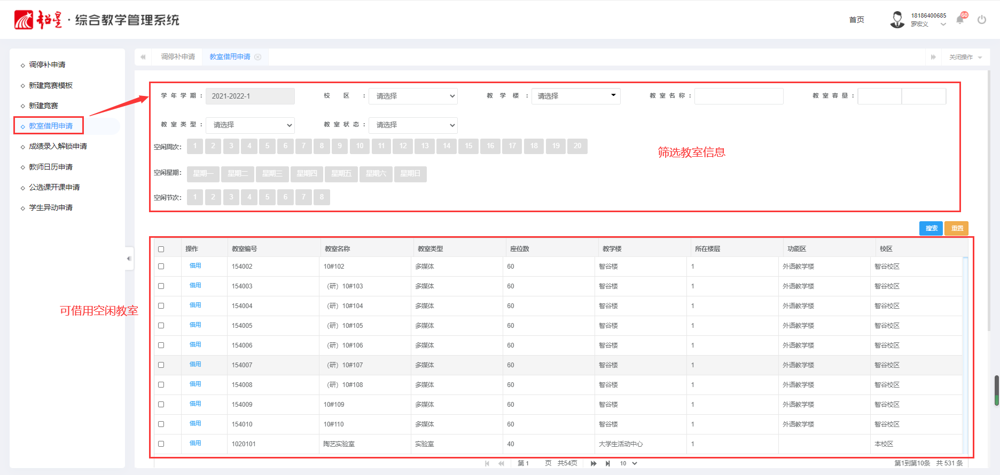 超星 · 综合教学管理系统
首页
18186400685
罗宏义
60
调停补申请
新建竞赛模板
新建竞赛
教室借用申请
成绩录入解锁申请
教师日历申请
公选课开课申请
学生异动申请
调停补申请 教室借用申请 关闭操作
学年学期: 2021-2022-1 校区: 请选择 教学楼: 请选择 教室名称: 教室容量:
教室类型: 请选择 教室状态: 请选择
空闲周次: 1 2 3 4 5 6 7 8 9 10 11 12 13 14 15 16 17 18 19 20
筛选教室信息
空闲星期: 星期一 星期二 星期三 星期四 星期五 星期六 星期日
空闲节次: 1 2 3 4 5 6 7 8
搜索 重置
可借用空闲教室
操作 教室编号 教室名称 教室类型 座位数 教学楼 所在楼层 功能区 校区
借用 154002 10#102 多媒体 60 智谷楼 1 外语教学楼 智谷校区
借用 154003 (研) 10#103 多媒体 60 智谷楼 1 外语教学楼 智谷校区
借用 154004 (研) 10#104 多媒体 60 智谷楼 1 外语教学楼 智谷校区
借用 154005 (研) 10#105 多媒体 60 智谷楼 1 外语教学楼 智谷校区
借用 154006 (研) 10#106 多媒体 60 智谷楼 1 外语教学楼 智谷校区
借用 154007 (研) 10#107 多媒体 60 智谷楼 1 外语教学楼 智谷校区
借用 154008 (研) 10#108 多媒体 60 智谷楼 1 外语教学楼 智谷校区
借用 154009 10#109 多媒体 60 智谷楼 1 外语教学楼 智谷校区
借用 154010 10#110 多媒体 60 智谷楼 1 外语教学楼 智谷校区
借用 1020101 陶艺实验室 实验室 40 大学生活动中心 1 本校区
第 1 页 共54页 10 第1到第10条 共 531 条